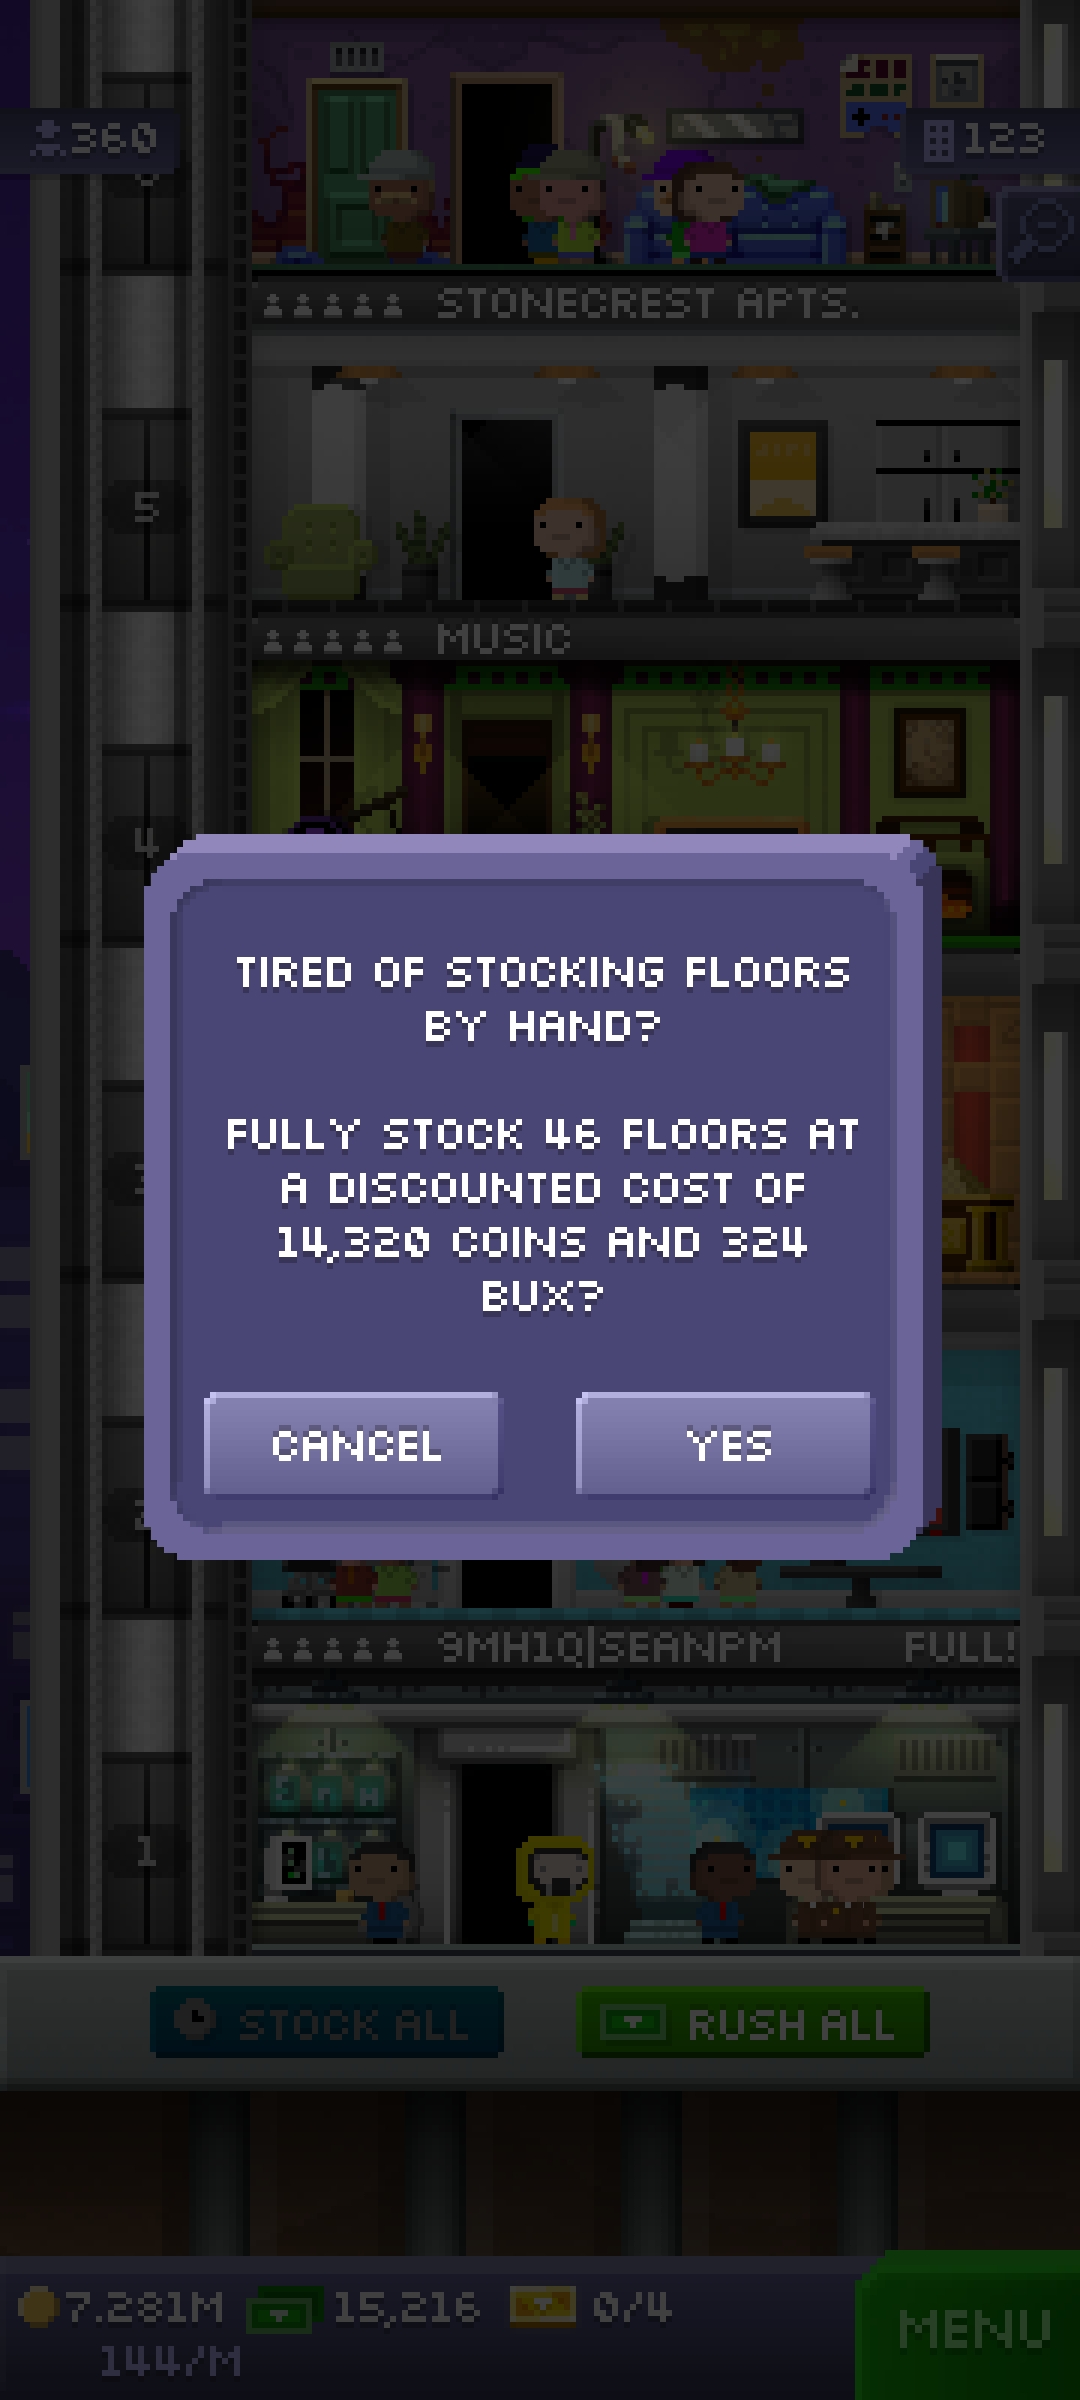 360
123
STONECREST APTS.
5
MUSIC
4
TIRED OF STOCKING FLOORS
BY HAND?
FULLY STOCK 46 FLOORS AT
A DISCOUNTED COST OF
14,320 COINS AND 324
BUX?
CANCEL
YES
9MH1Q|SEANPM
FULL!
1
STOCK ALL
RUSH ALL
7.281M
15,216
0/4
144/M
MENU